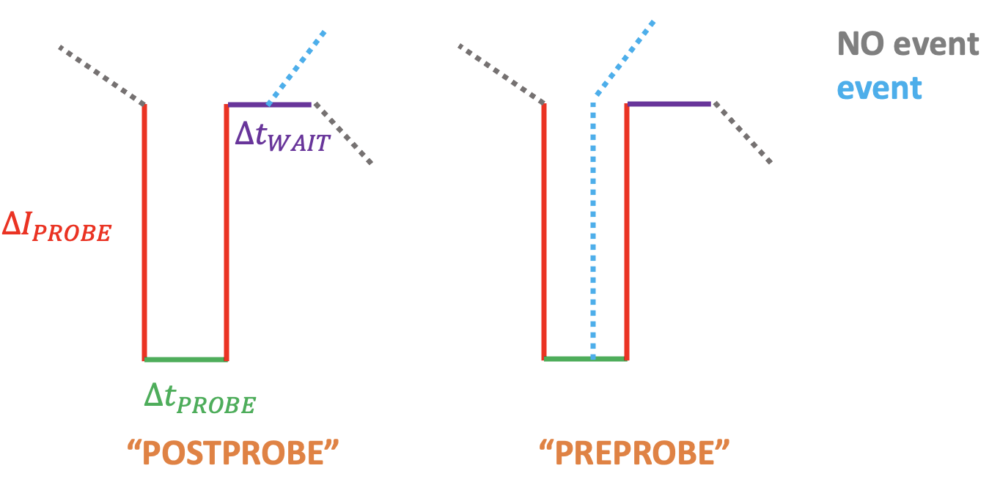 NO event
event
Δt_WAIT
ΔI_PROBE
Δt_PROBE
“POSTPROBE”
“PREPROBE”